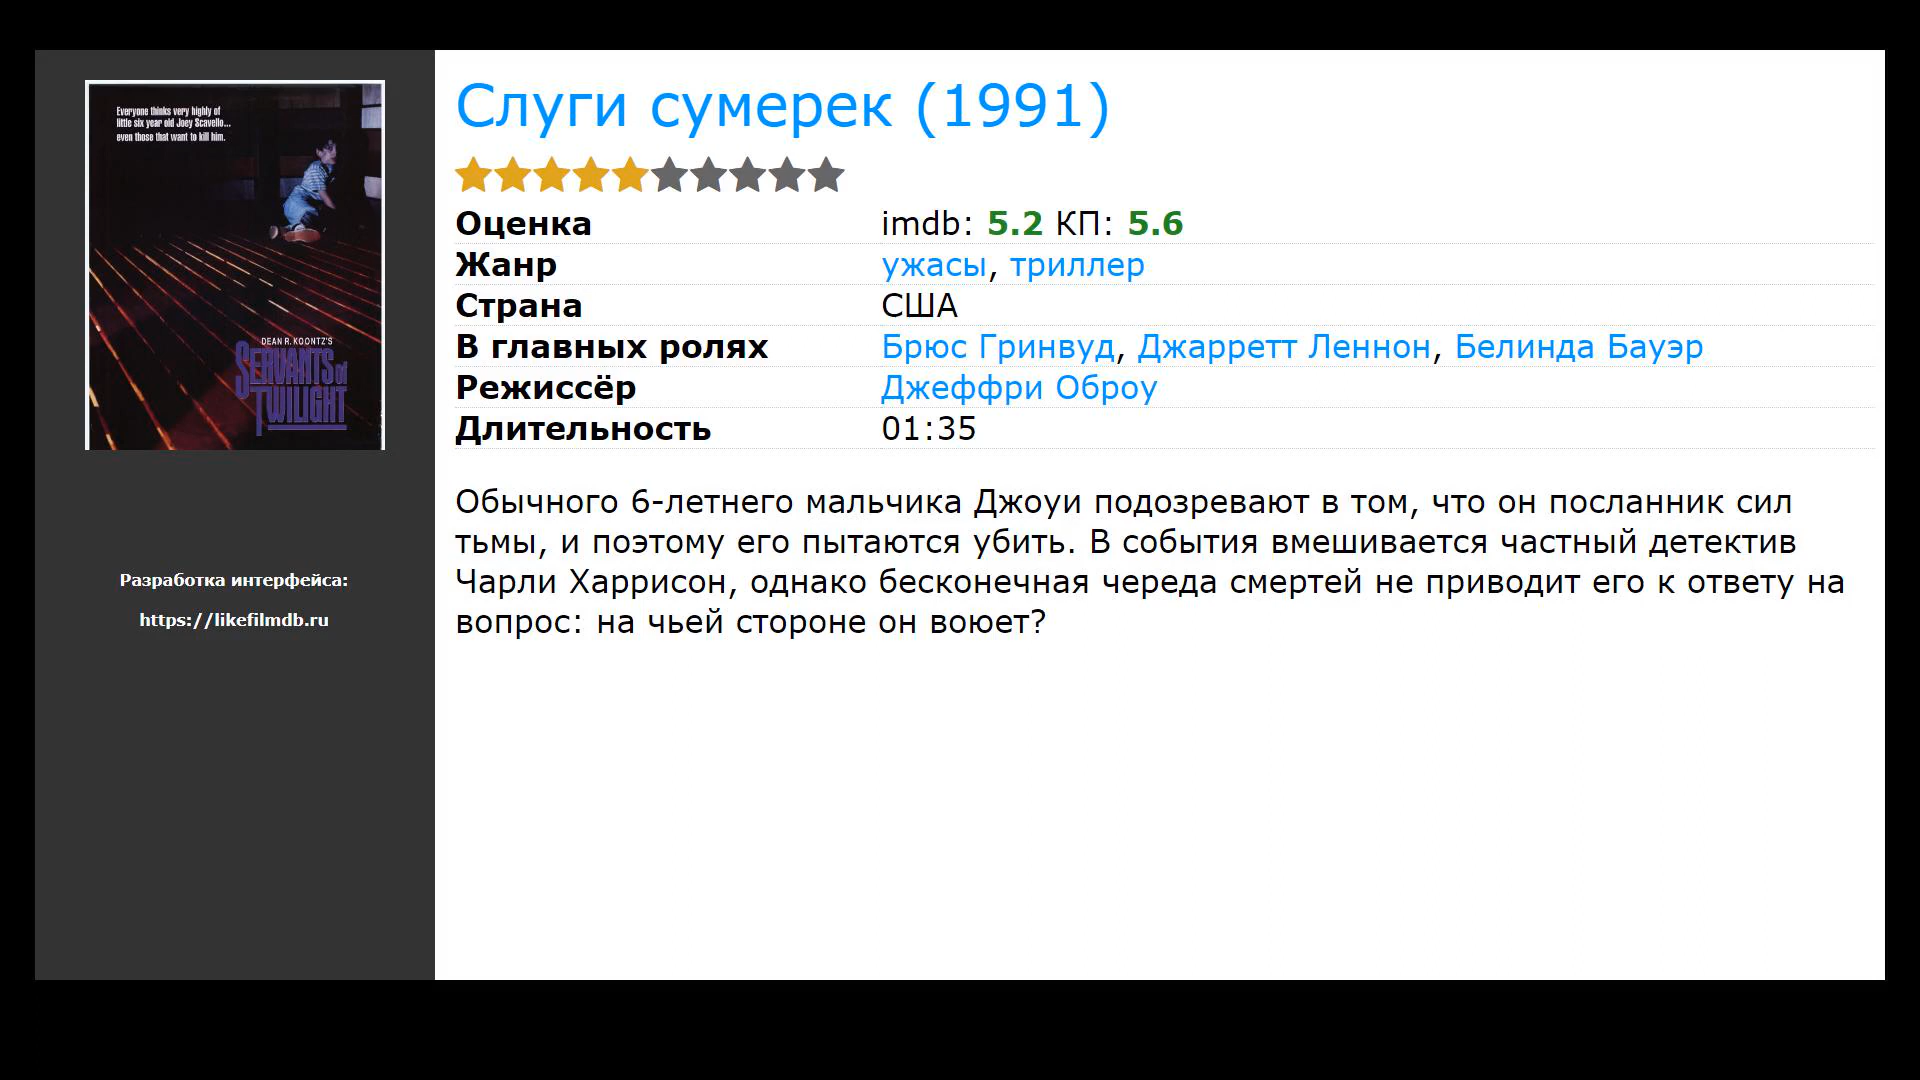 Everyone thinks very highly of
little six year old Joey Scavello...
even those that want to kill him.
DEAN R. KOONTZ'S
SERVANTS of
TWILIGHT
Разработка интерфейса:
https://likefilmdb.ru
Слуги сумерек (1991)
Оценка imdb: 5.2 КП: 5.6
Жанр ужасы, триллер
Страна США
В главных ролях Брюс Гринвуд, Джарретт Леннон, Белинда Бауэр
Режиссёр Джеффри Оброу
Длительность 01:35
Обычного 6-летнего мальчика Джоуи подозревают в том, что он посланник сил
тьмы, и поэтому его пытаются убить. В события вмешивается частный детектив
Чарли Харрисон, однако бесконечная череда смертей не приводит его к ответу на
вопрос: на чьей стороне он воюет?